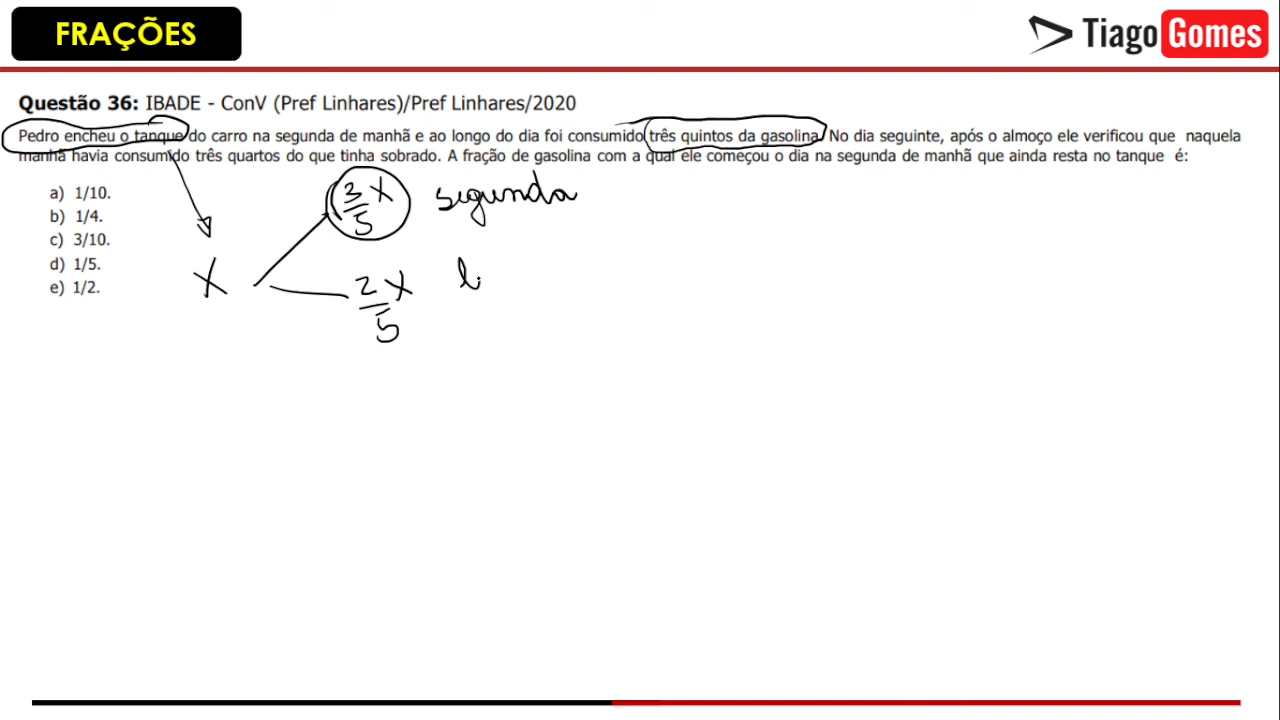 FRAÇÕES
Tiago Gomes
Questão 36: IBADE - ConV (Pref Linhares)/Pref Linhares/2020
Pedro encheu o tanque do carro na segunda de manhã e ao longo do dia foi consumido três quintos da gasolina. No dia seguinte, após o almoço ele verificou que naquela
manhã havia consumido três quartos do que tinha sobrado. A fração de gasolina com a qual ele começou o dia na segunda de manhã que ainda resta no tanque é:
a) 1/10.
b) 1/4.
c) 3/10.
d) 1/5.
e) 1/2.
3/5 X segunda
X
2/5 X